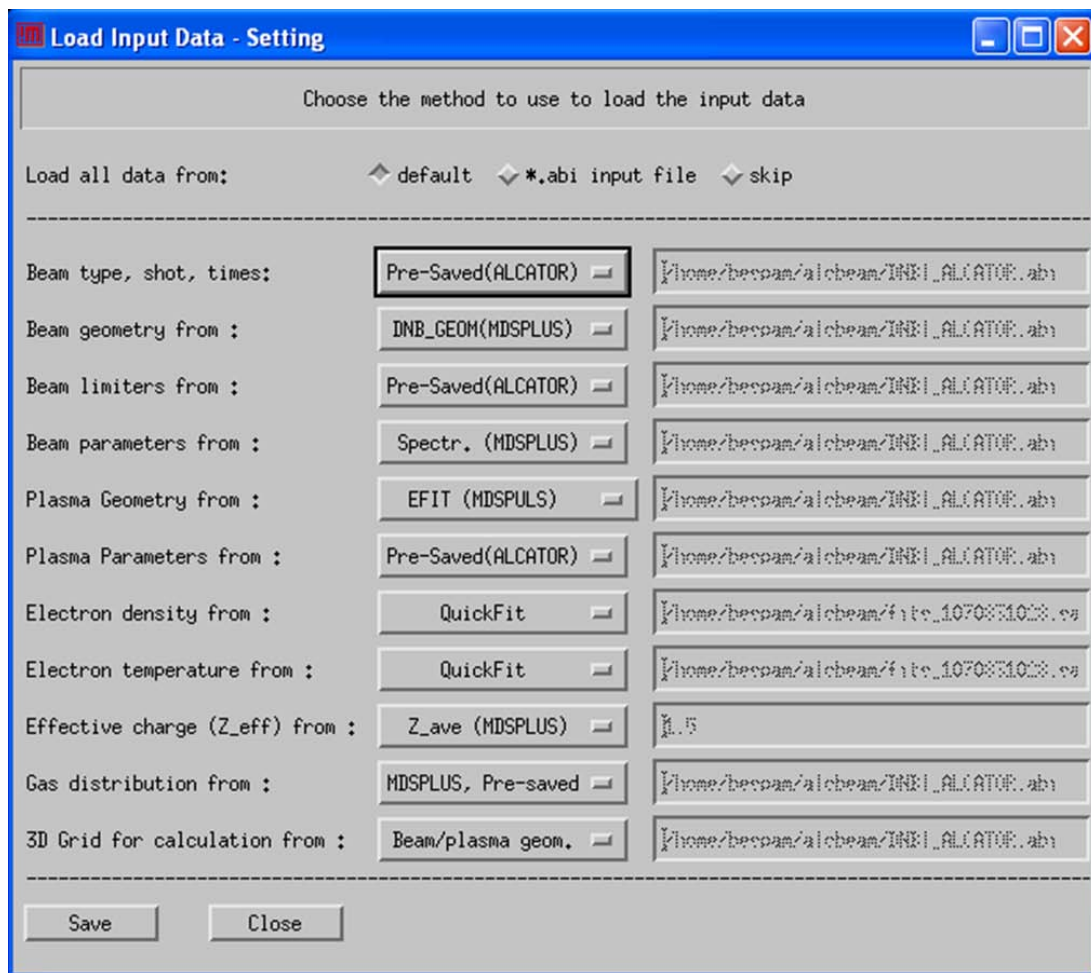 Load Input Data - Setting
Choose the method to use to load the input data
Load all data from: default *.abi input file skip
Beam type, shot, times: Pre-Saved(ALCATOR)
Beam geometry from : DNB_GEOM(MDSPLUS)
Beam limiters from : Pre-Saved(ALCATOR)
Beam parameters from : Spectr. (MDSPLUS)
Plasma Geometry from : EFIT (MDSPULS)
Plasma Parameters from : Pre-Saved(ALCATOR)
Electron density from : QuickFit
Electron temperature from : QuickFit
Effective charge (Z_eff) from : Z_ave (MDSPLUS) 1.5
Gas distribution from : MDSPLUS, Pre-saved
3D Grid for calculation from : Beam/plasma geom.
Save Close